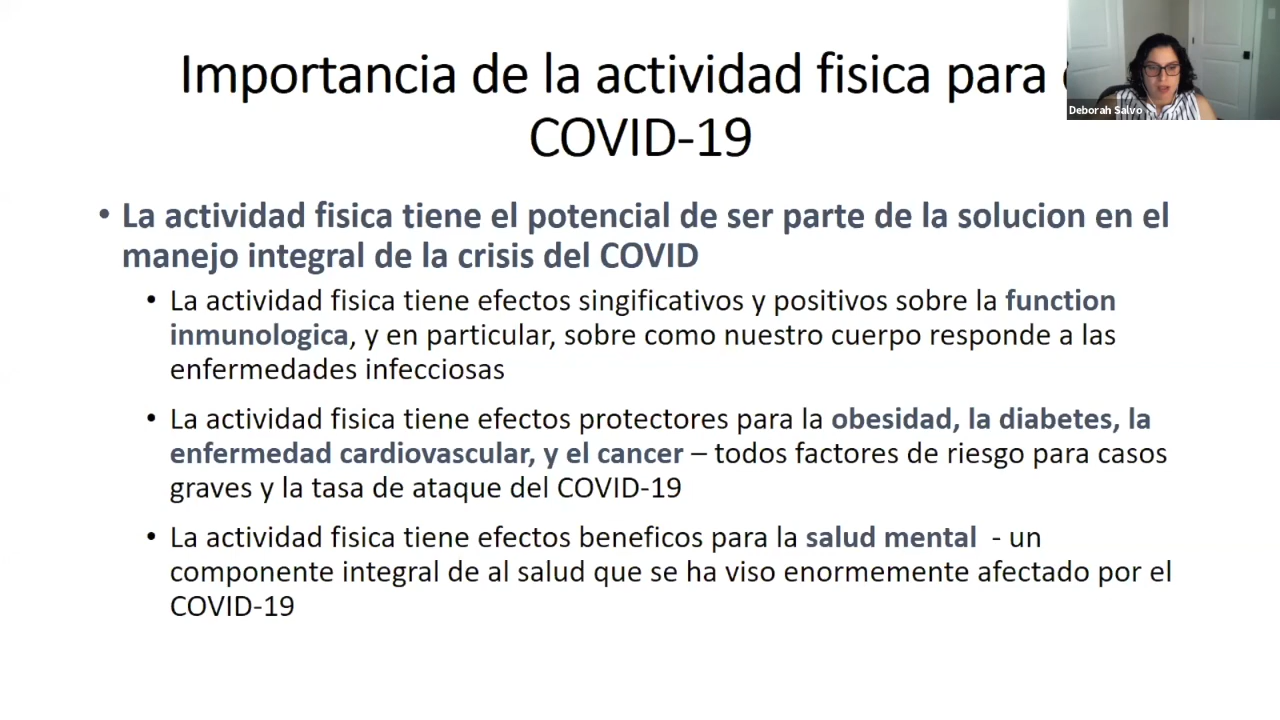 Importancia de la actividad fisica para
COVID-19
Deborah Salvo
• La actividad fisica tiene el potencial de ser parte de la solucion en el
manejo integral de la crisis del COVID
• La actividad fisica tiene efectos singificativos y positivos sobre la function
inmunologica, y en particular, sobre como nuestro cuerpo responde a las
enfermedades infecciosas
• La actividad fisica tiene efectos protectores para la obesidad, la diabetes, la
enfermedad cardiovascular, y el cancer – todos factores de riesgo para casos
graves y la tasa de ataque del COVID-19
• La actividad fisica tiene efectos beneficos para la salud mental - un
componente integral de al salud que se ha viso enormemente afectado por el
COVID-19